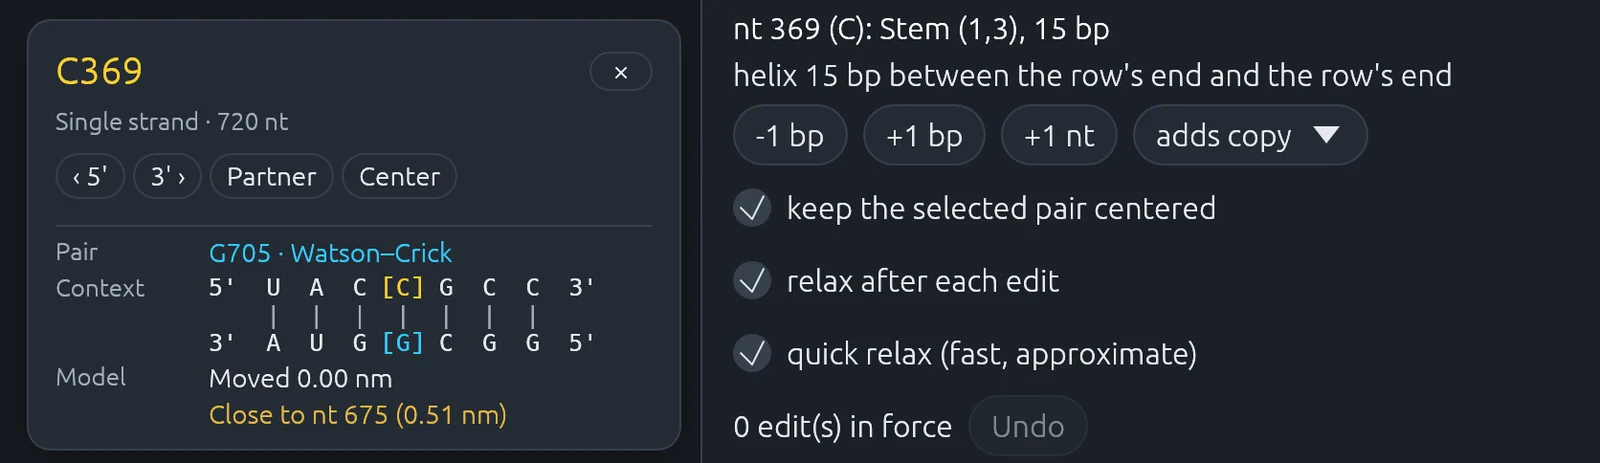 C369
×
Single strand · 720 nt
‹ 5' 3' › Partner Center
Pair G705 · Watson–Crick
Context 5' U A C [C] G C C 3'
| | | | | | |
3' A U G [G] C G G 5'
Model Moved 0.00 nm
Close to nt 675 (0.51 nm)
nt 369 (C): Stem (1,3), 15 bp
helix 15 bp between the row's end and the row's end
-1 bp +1 bp +1 nt adds copy ▼
keep the selected pair centered
relax after each edit
quick relax (fast, approximate)
0 edit(s) in force Undo